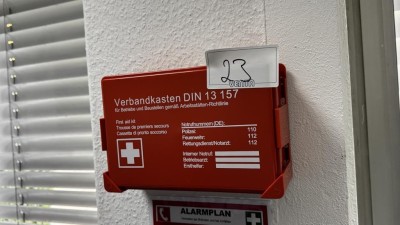 23
Verbandkasten DIN 13 157
für Betriebe und Baustellen gemäß Arbeitsstätten-Richtlinie
First aid kit
Trousse de premiers secours
Cassetta di pronto soccorso
Notrufnummern (DE):
Polizei: 110
Feuerwehr: 112
Rettungsdienst/Notarzt: 112
Interner Notruf:
Betriebsarzt:
Ersthelfer:
ALARMPLAN